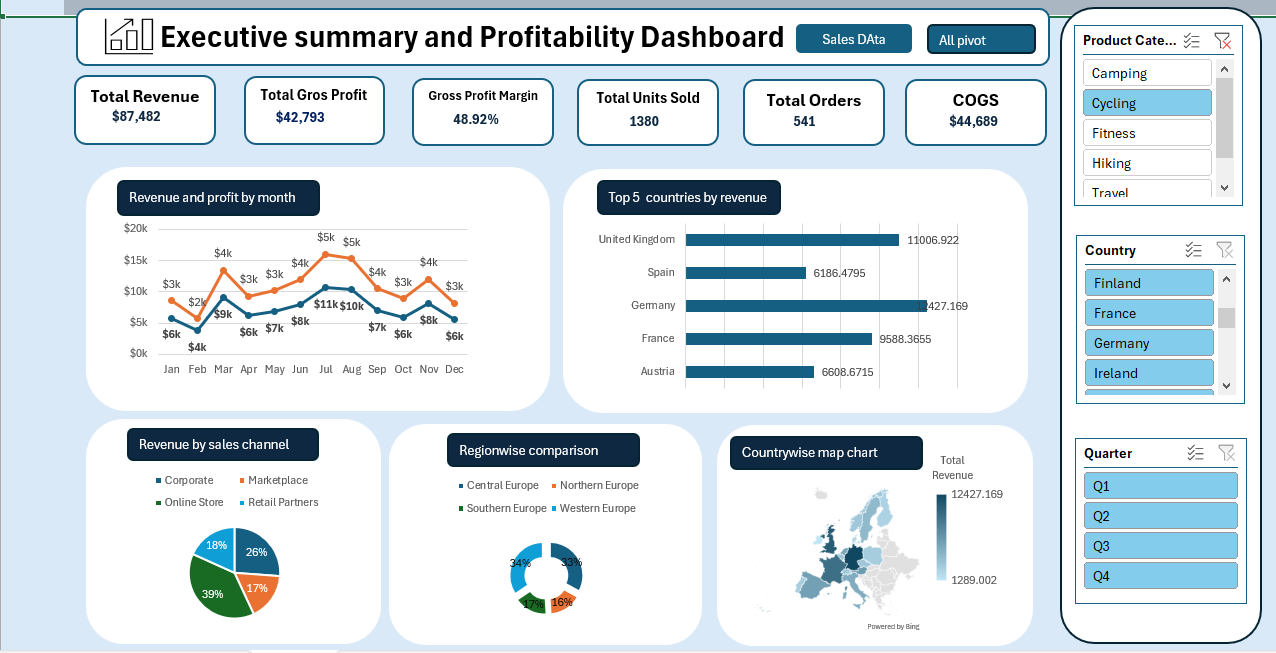 Executive summary and Profitability Dashboard
Sales DAta
All pivot
Total Revenue
$87,482
Total Gros Profit
$42,793
Gross Profit Margin
48.92%
Total Units Sold
1380
Total Orders
541
COGS
$44,689
Revenue and profit by month
$20k
$15k
$10k
$5k
$0k
$3k
$2k
$4k
$3k
$3k
$4k
$5k
$5k
$4k
$3k
$4k
$3k
$6k
$4k
$9k
$6k
$7k
$8k
$11k
$10k
$7k
$6k
$8k
$6k
Jan Feb Mar Apr May Jun Jul Aug Sep Oct Nov Dec
Top 5 countries by revenue
United Kingdom 11006.922
Spain 6186.4795
Germany 12427.169
France 9588.3655
Austria 6608.6715
Revenue by sales channel
Corporate Marketplace
Online Store Retail Partners
18% 26%
39% 17%
Regionwise comparison
Central Europe Northern Europe
Southern Europe Western Europe
34% 33%
17% 16%
Countrywise map chart
Total
Revenue
12427.169
1289.002
Powered by Bing
Product Cate...
Camping
Cycling
Fitness
Hiking
Travel
Country
Finland
France
Germany
Ireland
Quarter
Q1
Q2
Q3
Q4